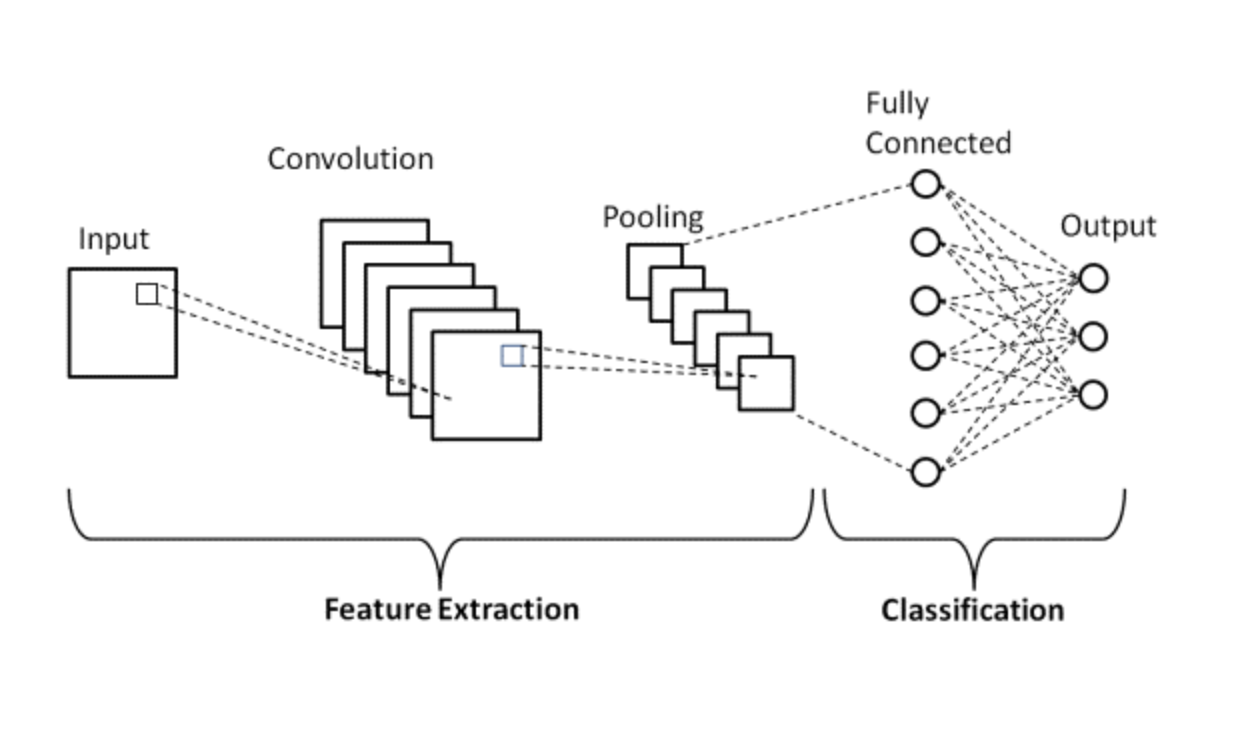 Input
Convolution
Pooling
Fully
Connected
Output
Feature Extraction
Classification